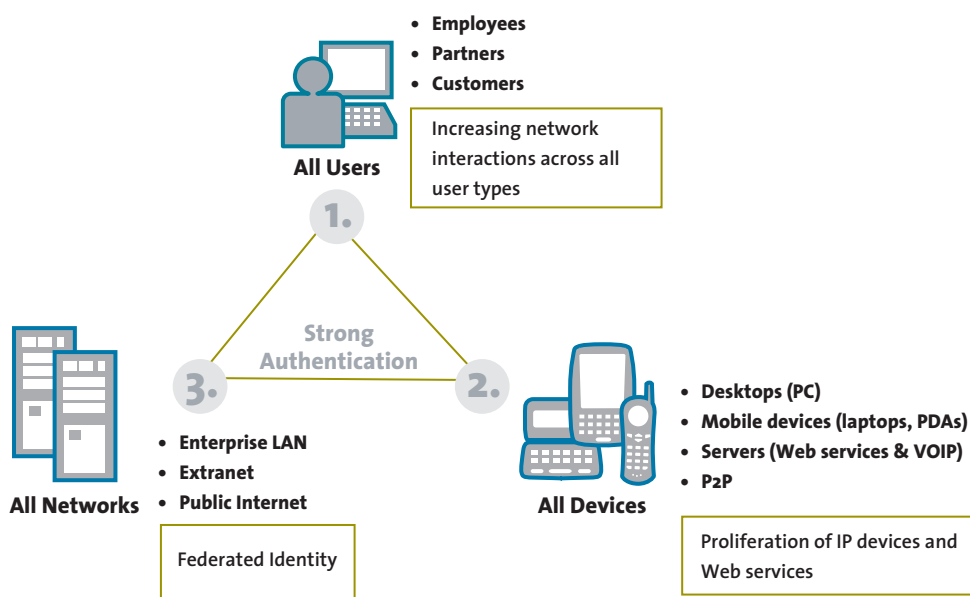 • Employees
• Partners
• Customers
Increasing network
interactions across all
user types
All Users
1.
Strong
Authentication
3.
2.
• Enterprise LAN
• Extranet
• Public Internet
All Networks
Federated Identity
• Desktops (PC)
• Mobile devices (laptops, PDAs)
• Servers (Web services & VOIP)
• P2P
All Devices
Proliferation of IP devices and
Web services